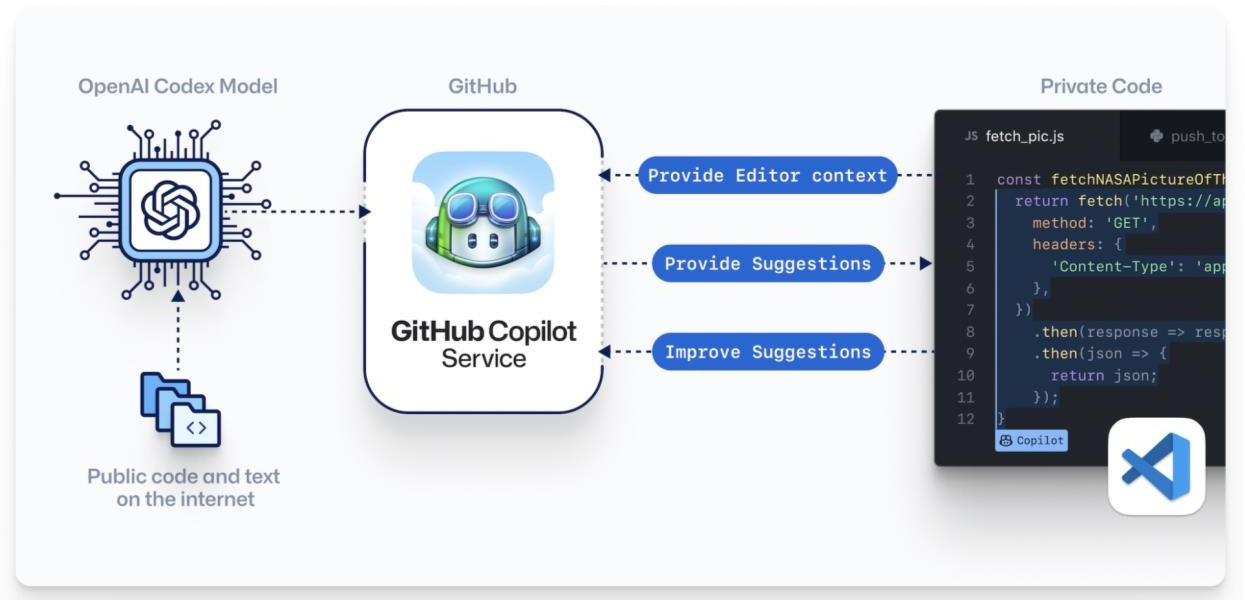 OpenAI Codex Model
GitHub
Private Code
JS fetch_pic.js
push_to
Provide Editor context
Provide Suggestions
Improve Suggestions
GitHub Copilot
Service
Public code and text
on the internet
1 const fetchNASAPictureOfTh
2 return fetch('https://ap
3 method: 'GET',
4 headers: {
5 'Content-Type': 'app
6 },
7 })
8 .then(response => resp
9 .then(json => {
10 return json;
11 });
12 }
Copilot